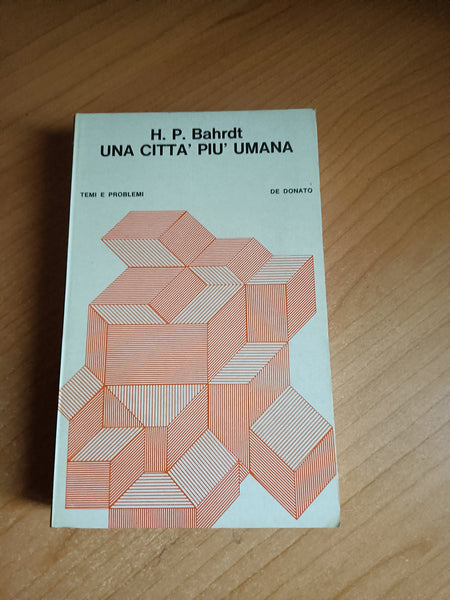 H. P. Bahrdt
UNA CITTA' PIU' UMANA
TEMI E PROBLEMI DE DONATO